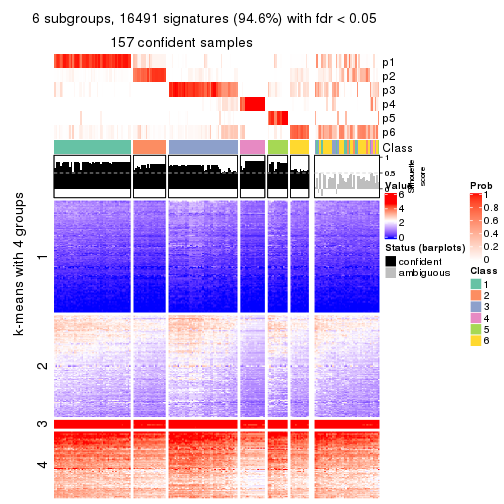 6 subgroups, 16491 signatures (94.6%) with fdr < 0.05
157 confident samples
p1
p2
p3
p4
p5
p6
Class
1
0.5
0
Silhouette
score
k-means with 4 groups
1
2
3
4
Value
6
4
2
0
Status (barplots)
confident
ambiguous
Prob
1
0.8
0.6
0.4
0.2
0
Class
1
2
3
4
5
6